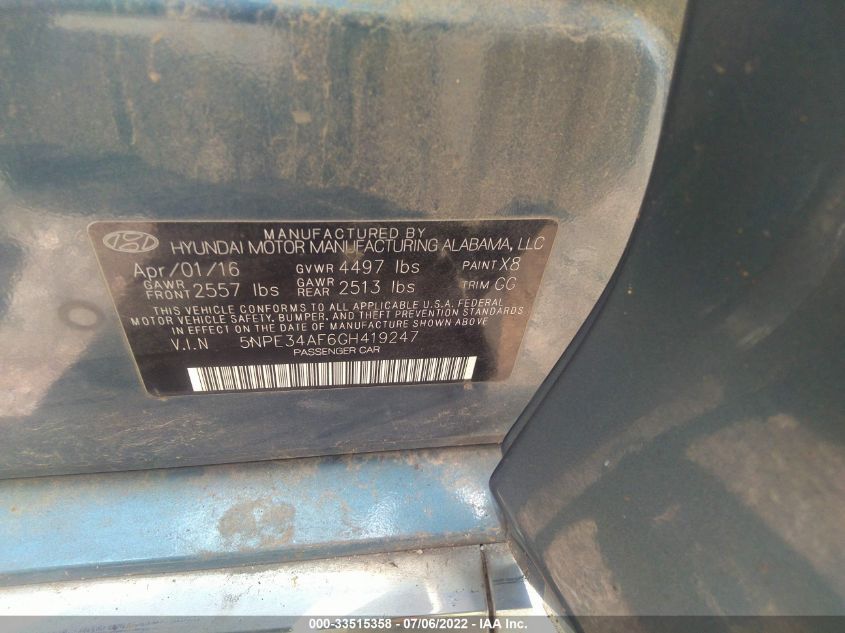 MANUFACTURED BY
HYUNDAI MOTOR MANUFACTURING ALABAMA, LLC
Apr/01/16 GVWR 4497 lbs PAINT X8
GAWR FRONT 2557 lbs GAWR REAR 2513 lbs TRIM GG
THIS VEHICLE CONFORMS TO ALL APPLICABLE U.S.A. FEDERAL
MOTOR VEHICLE SAFETY, BUMPER, AND THEFT PREVENTION STANDARDS
IN EFFECT ON THE DATE OF MANUFACTURE SHOWN ABOVE
V.I.N 5NPE34AF6GH419247
PASSENGER CAR
000-33515358 - 07/06/2022 - IAA Inc.